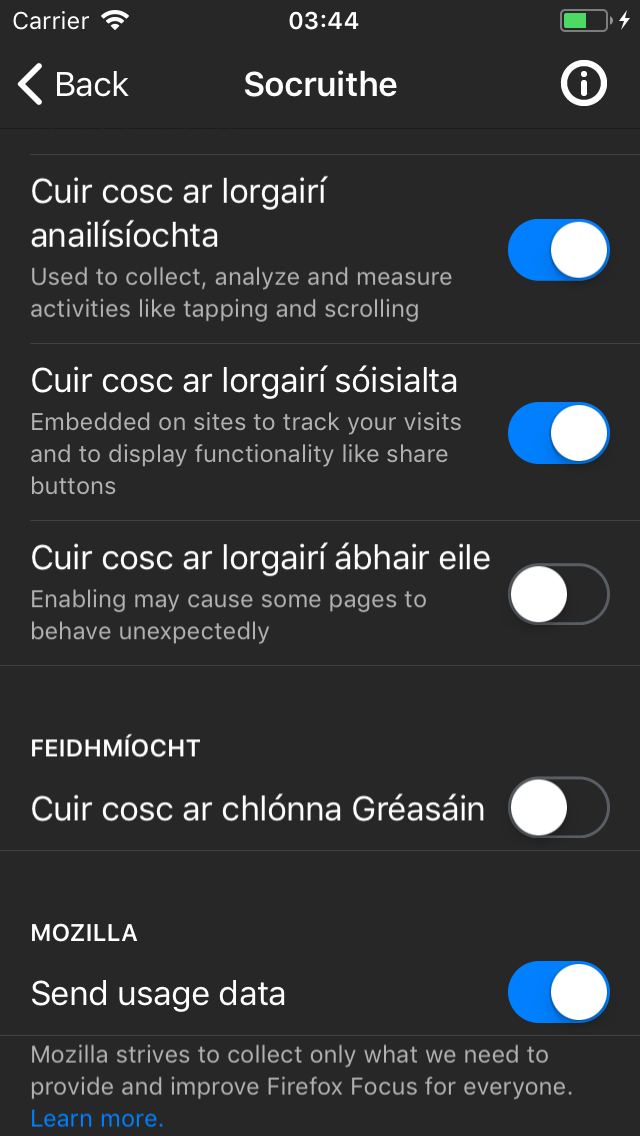 Carrier 03:44
Back Socruithe
Cuir cosc ar lorgairí
anailísíochta
Used to collect, analyze and measure
activities like tapping and scrolling
Cuir cosc ar lorgairí sóisialta
Embedded on sites to track your visits
and to display functionality like share
buttons
Cuir cosc ar lorgairí ábhair eile
Enabling may cause some pages to
behave unexpectedly
FEIDHMÍOCHT
Cuir cosc ar chlónna Gréasáin
MOZILLA
Send usage data
Mozilla strives to collect only what we need to
provide and improve Firefox Focus for everyone.
Learn more.